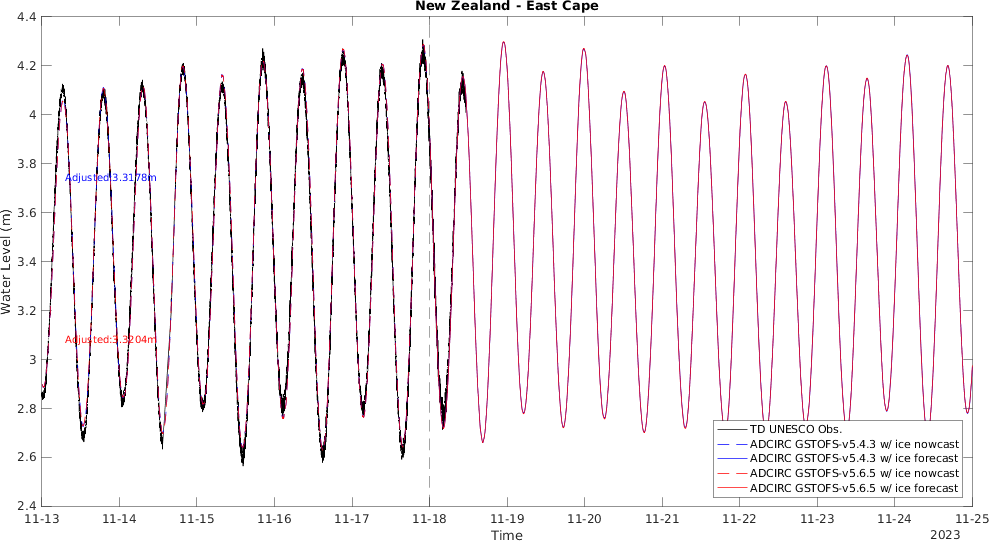 New Zealand - East Cape
4.4
4.2
4
3.8
3.6
3.4
3.2
3
2.8
2.6
2.4
Water Level (m)
Adjusted:3.3178m
Adjusted:3.3204m
TD UNESCO Obs.
ADCIRC GSTOFS-v5.4.3 w/ ice nowcast
ADCIRC GSTOFS-v5.4.3 w/ ice forecast
ADCIRC GSTOFS-v5.6.5 w/ ice nowcast
ADCIRC GSTOFS-v5.6.5 w/ ice forecast
11-13 11-14 11-15 11-16 11-17 11-18 11-19 11-20 11-21 11-22 11-23 11-24 11-25
Time
2023